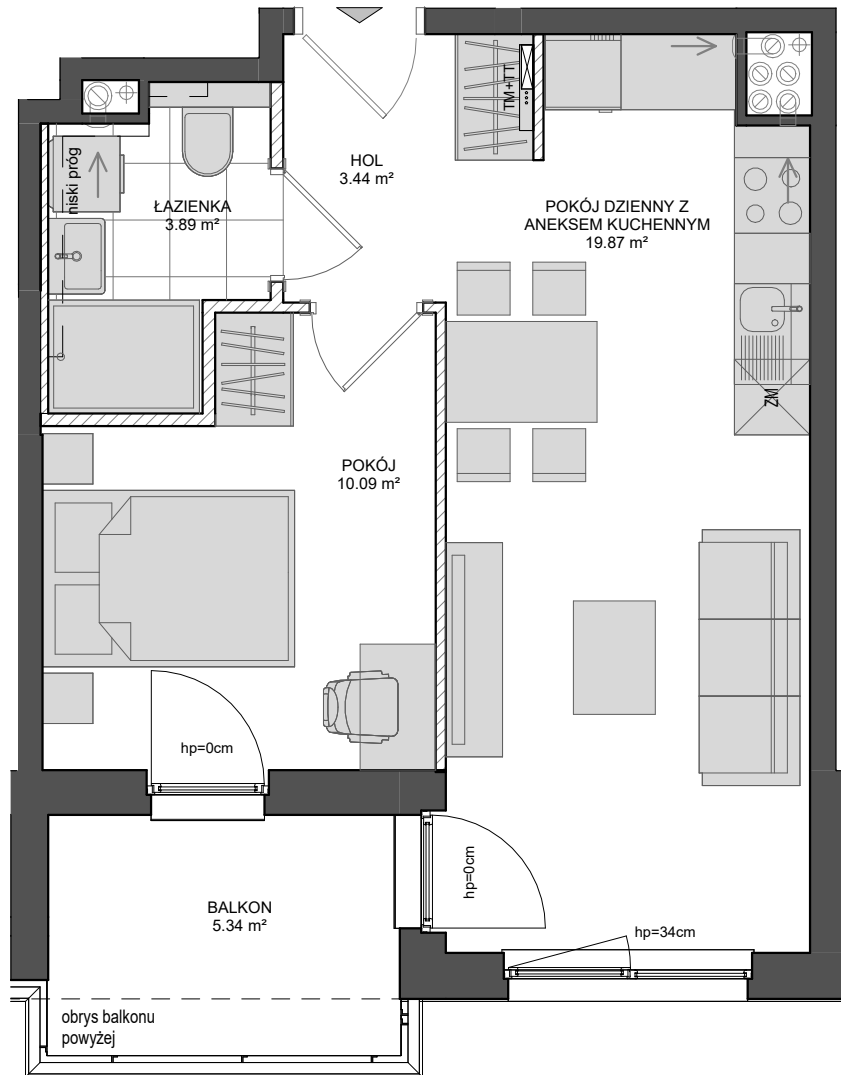 TM+TT
HOL
3.44 m²
niski próg
ŁAZIENKA
3.89 m²
POKÓJ DZIENNY Z
ANEKSEM KUCHENNYM
19.87 m²
ZM
POKÓJ
10.09 m²
hp=0cm
hp=0cm
BALKON
5.34 m²
hp=34cm
obrys balkonu
powyżej